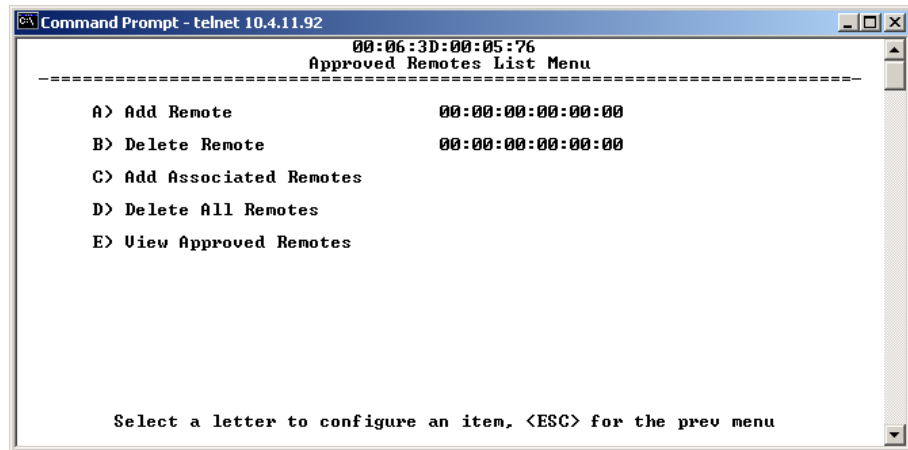 Command Prompt - telnet 10.4.11.92
00:06:3D:00:05:76
Approved Remotes List Menu
-==========================================================================-
A) Add Remote 00:00:00:00:00:00
B) Delete Remote 00:00:00:00:00:00
C) Add Associated Remotes
D) Delete All Remotes
E) View Approved Remotes
Select a letter to configure an item, <ESC> for the prev menu